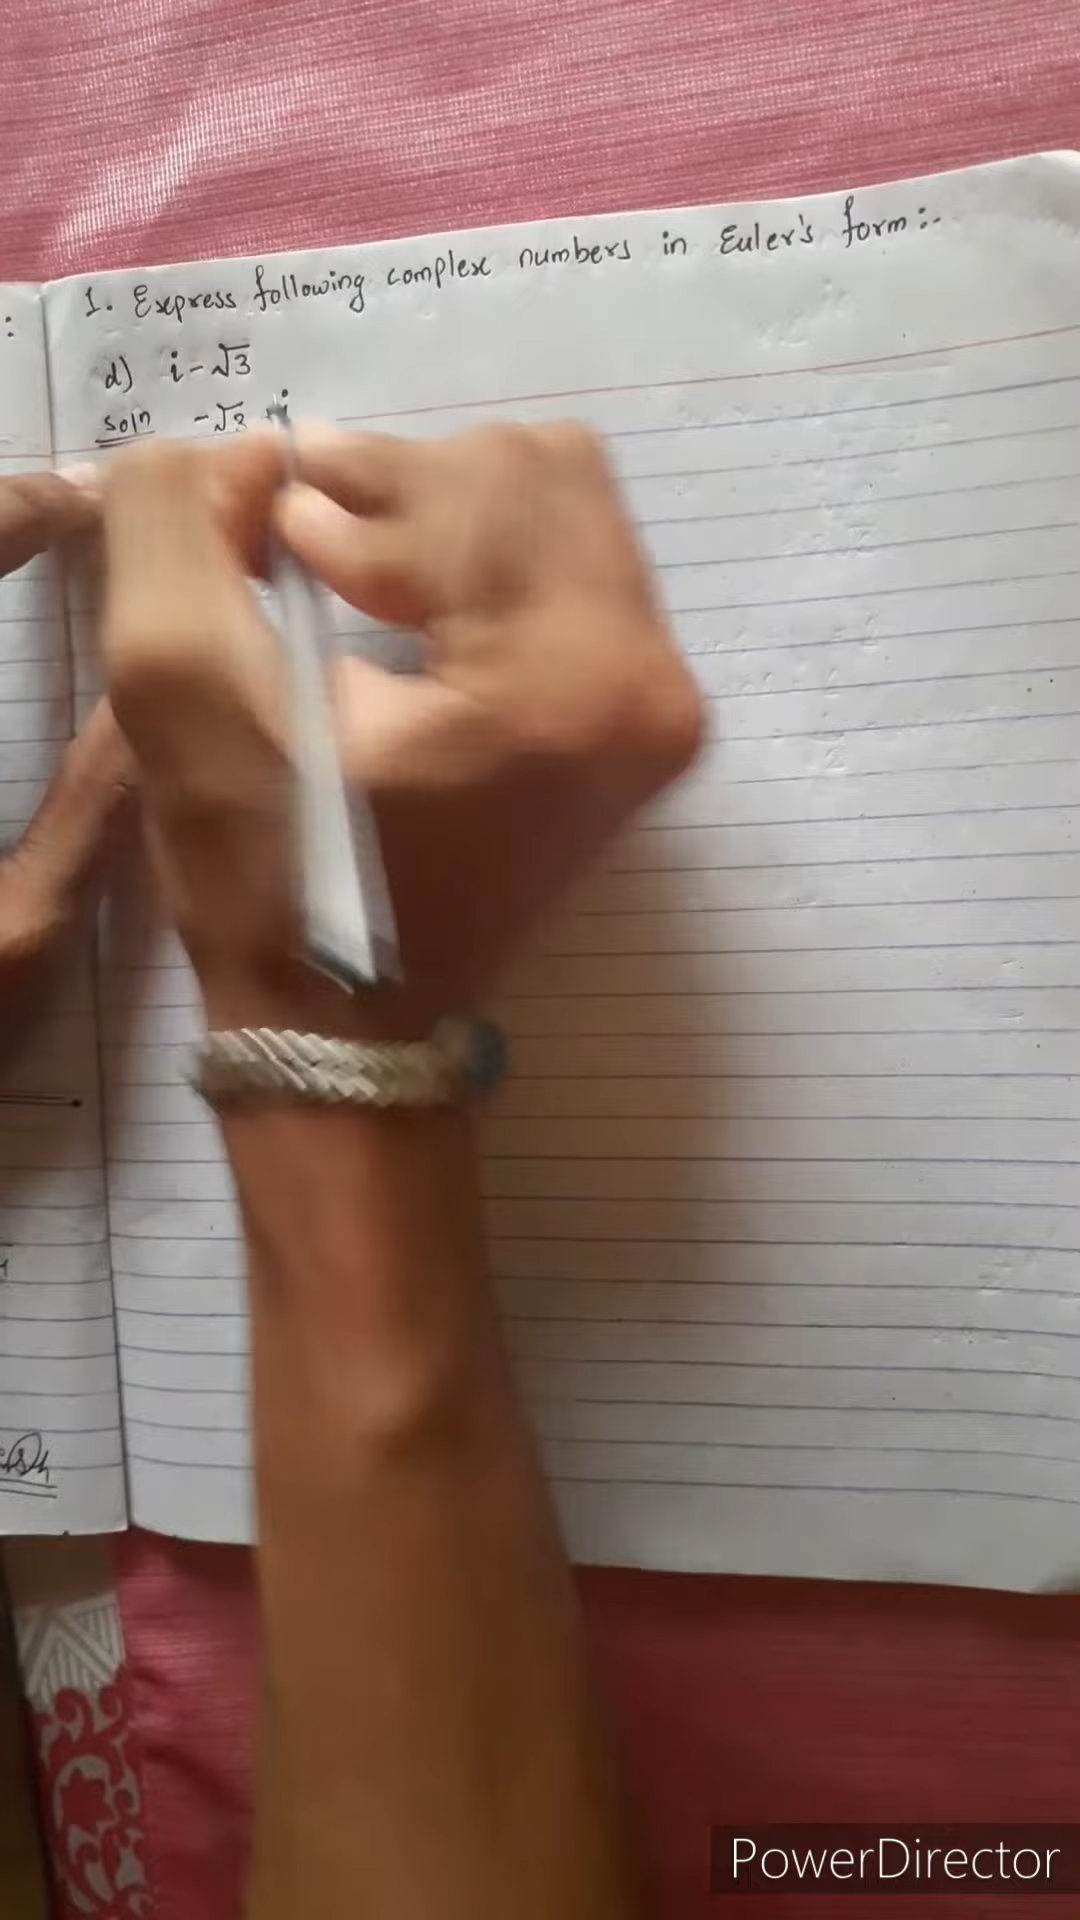 1. Express following complex numbers in Euler's form :-
d) i - √3
soln -√3 + i
PowerDirector